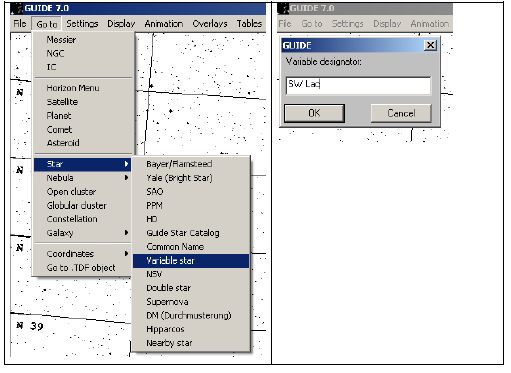 GUIDE 7.0
File Go to Settings Display Animation Overlays Tables
Messier
NGC
IC
Horizon Menu
Satellite
Planet
Comet
Asteroid
Star
Nebula
Open cluster
Globular cluster
Constellation
Galaxy
Coordinates
Go to .TDF object
Bayer/Flamsteed
Yale (Bright Star)
SAO
PPM
HD
Guide Star Catalog
Common Name
Variable star
NSV
Double star
Supernova
DM (Durchmusterung)
Hipparcos
Nearby star
N
N
N
N 39
GUIDE 7.0
File Go to Settings Display Animation
GUIDE
Variable designator:
SW Lac
OK Cancel